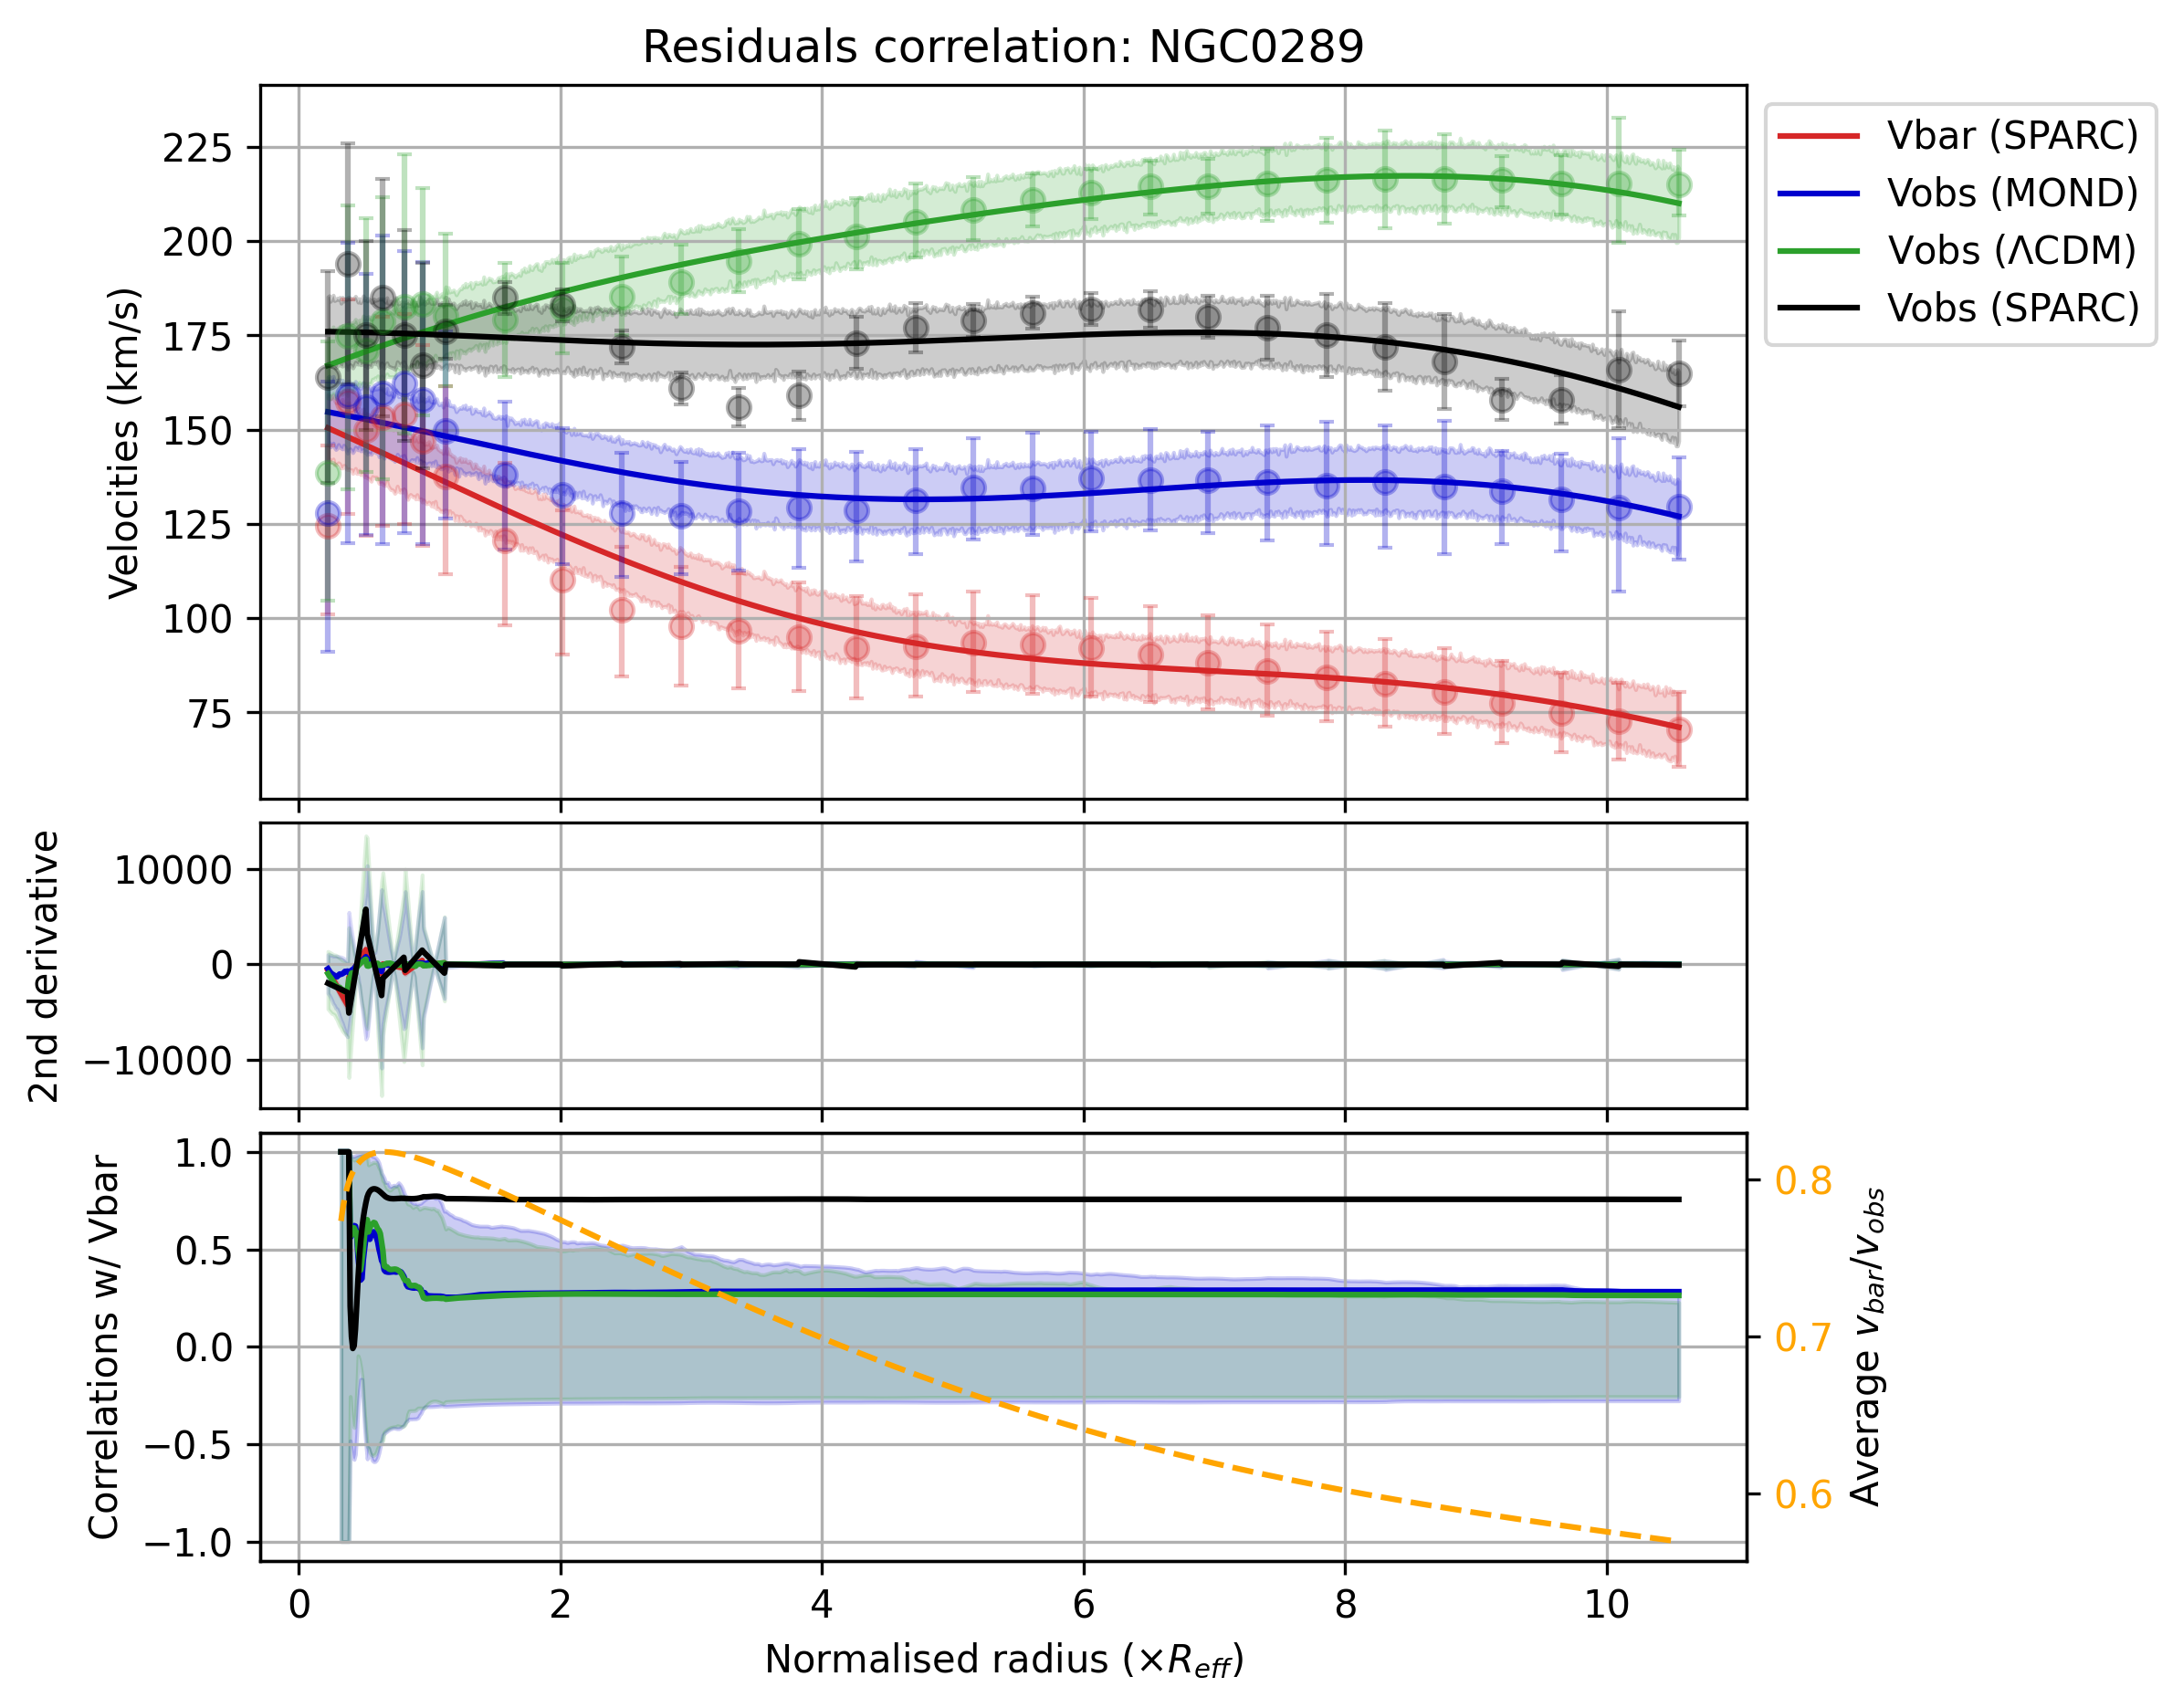 Residuals correlation: NGC0289
Velocities (km/s)
225
200
175
150
125
100
75
Vbar (SPARC)
Vobs (MOND)
Vobs (ΛCDM)
Vobs (SPARC)
2nd derivative
10000
0
−10000
Correlations w/ Vbar
1.0
0.5
0.0
−0.5
−1.0
0.8
0.7
0.6
Average v_bar/v_obs
0 2 4 6 8 10
Normalised radius (×R_eff)